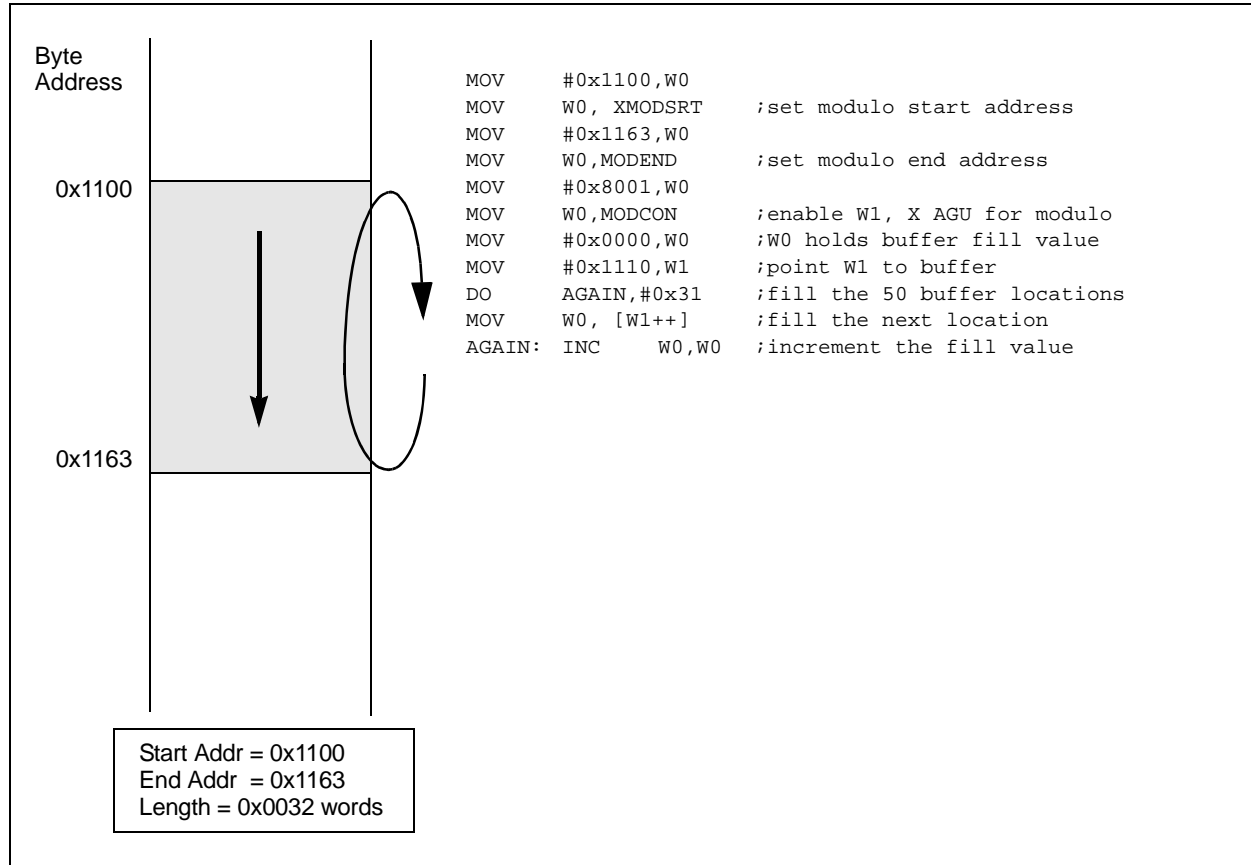 Byte
Address
0x1100
0x1163
MOV #0x1100,W0
MOV W0, XMODSRT ;set modulo start address
MOV #0x1163,W0
MOV W0,MODEND ;set modulo end address
MOV #0x8001,W0
MOV W0,MODCON ;enable W1, X AGU for modulo
MOV #0x0000,W0 ;W0 holds buffer fill value
MOV #0x1110,W1 ;point W1 to buffer
DO AGAIN,#0x31 ;fill the 50 buffer locations
MOV W0, [W1++] ;fill the next location
AGAIN: INC W0,W0 ;increment the fill value
Start Addr = 0x1100
End Addr = 0x1163
Length = 0x0032 words